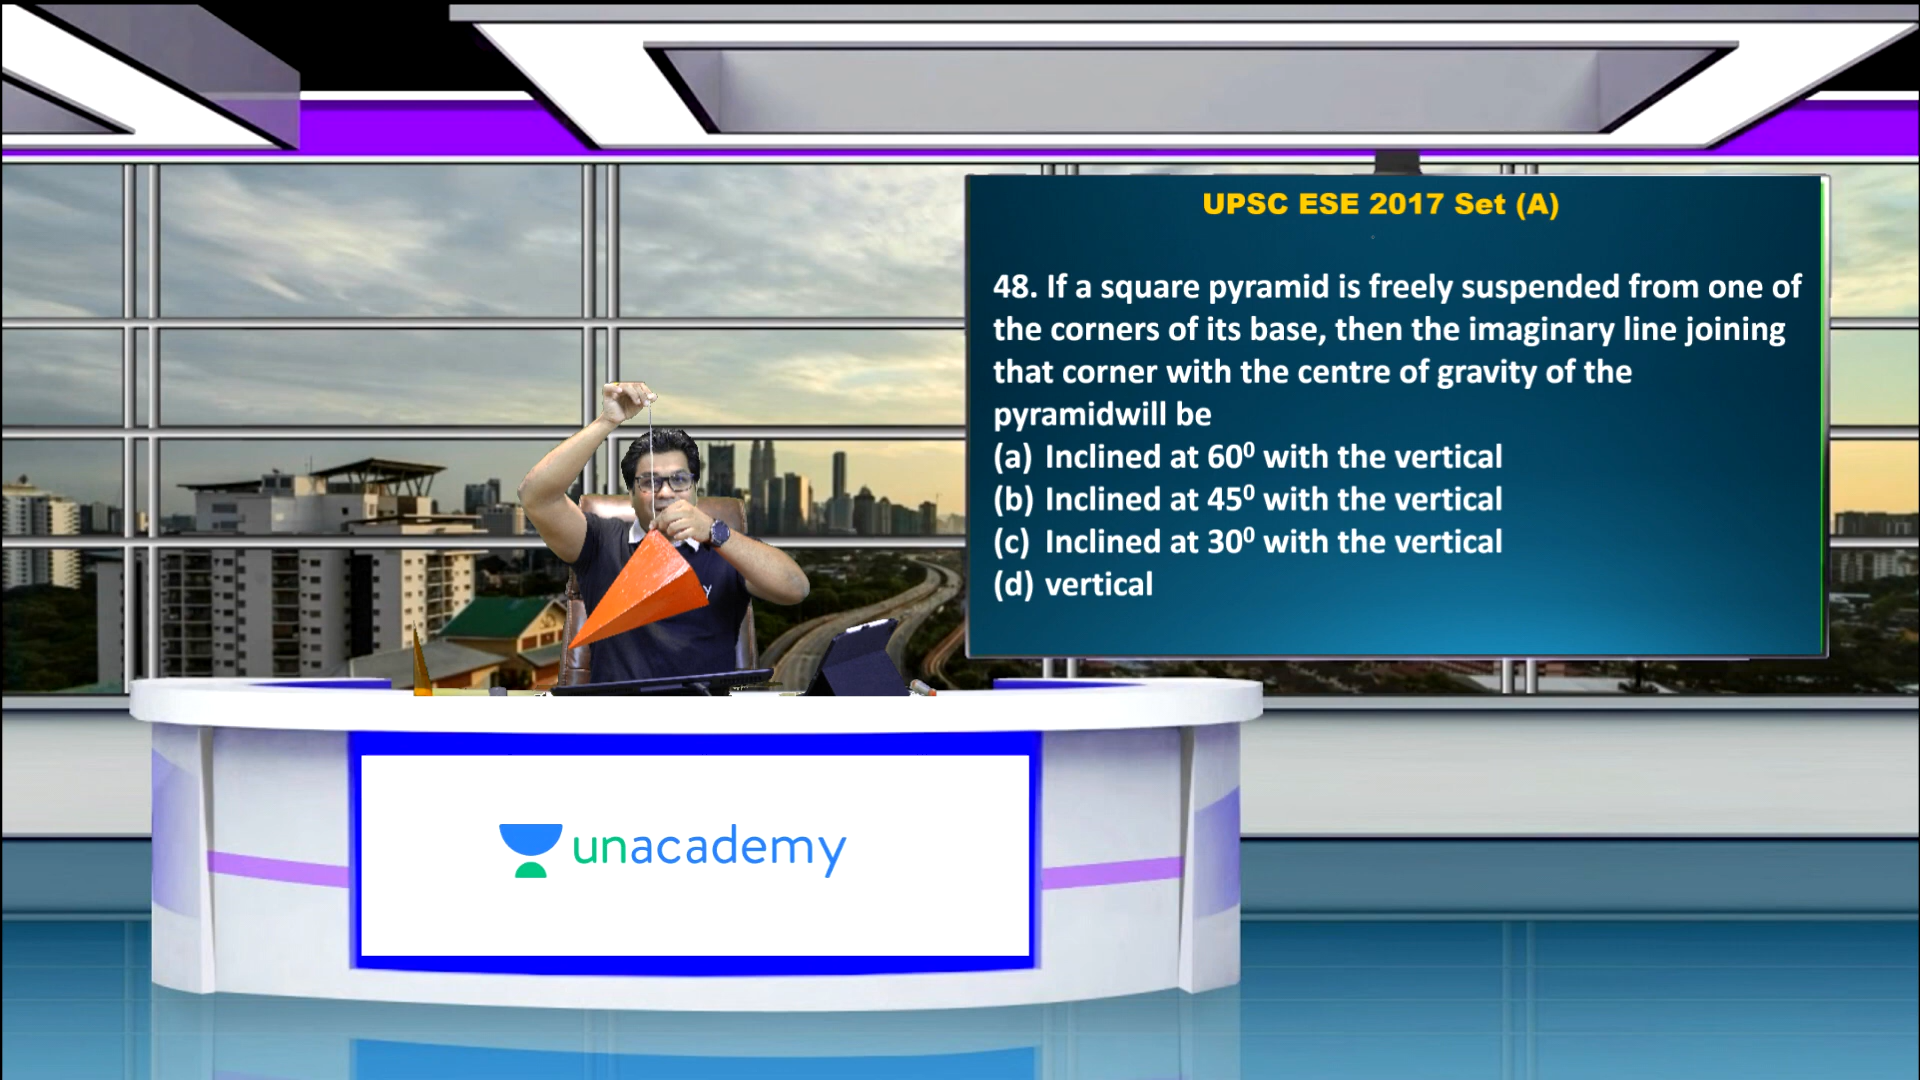 UPSC ESE 2017 Set (A)
48. If a square pyramid is freely suspended from one of
the corners of its base, then the imaginary line joining
that corner with the centre of gravity of the
pyramidwill be
(a) Inclined at 60⁰ with the vertical
(b) Inclined at 45⁰ with the vertical
(c) Inclined at 30⁰ with the vertical
(d) vertical
y
unacademy